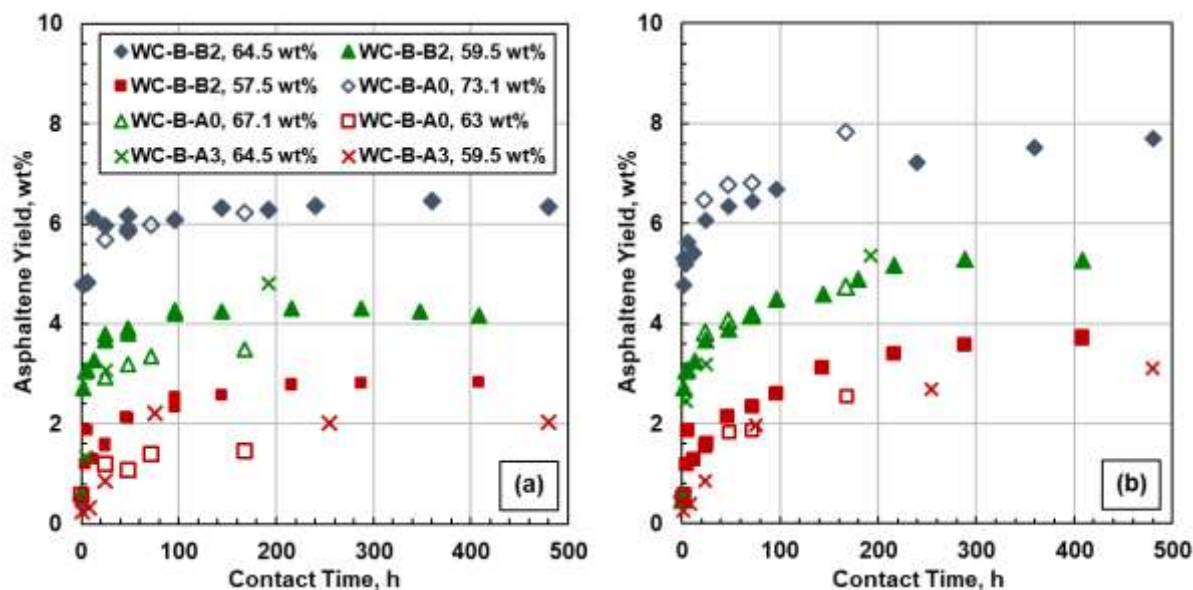 10
8
6
4
2
0
Asphaltene Yield, wt%
WC-B-B2, 64.5 wt% WC-B-B2, 59.5 wt%
WC-B-B2, 57.5 wt% WC-B-A0, 73.1 wt%
WC-B-A0, 67.1 wt% WC-B-A0, 63 wt%
WC-B-A3, 64.5 wt% WC-B-A3, 59.5 wt%
(a)
0 100 200 300 400 500
Contact Time, h
10
8
6
4
2
0
Asphaltene Yield, wt%
(b)
0 100 200 300 400 500
Contact Time, h